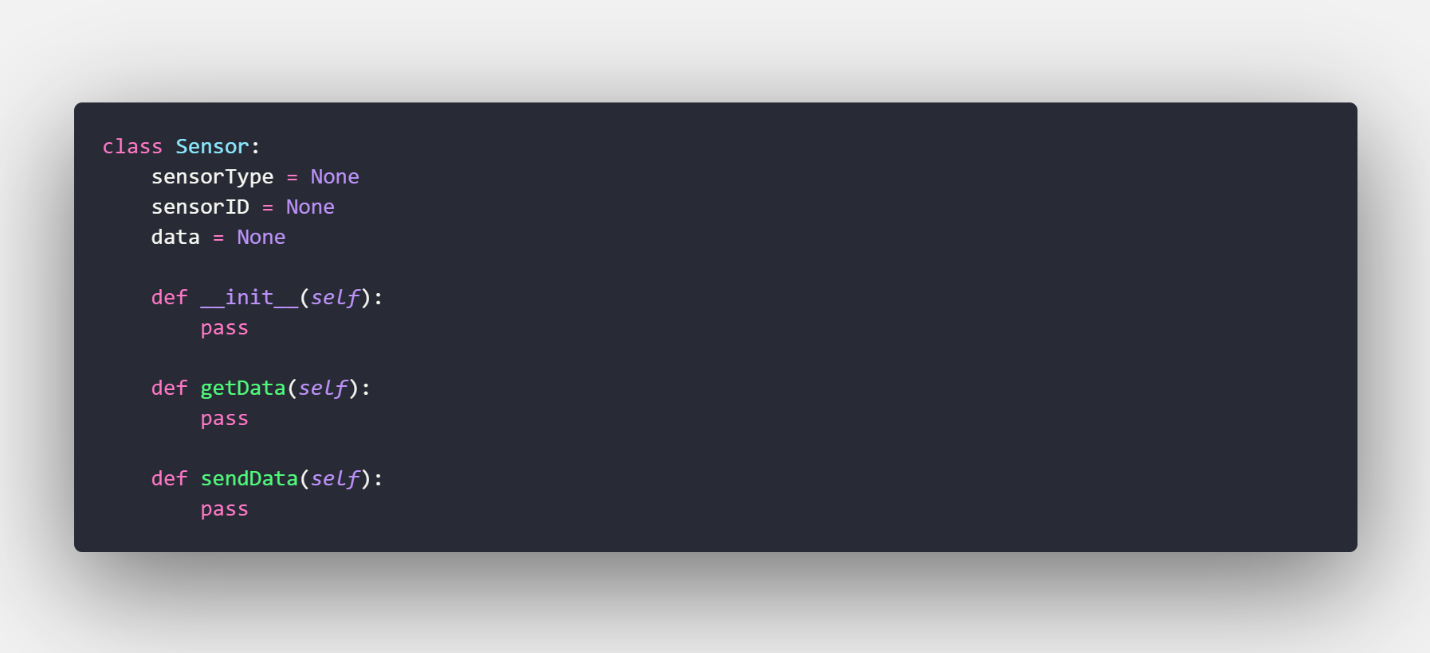 class Sensor:
    sensorType = None
    sensorID = None
    data = None

    def __init__(self):
        pass

    def getData(self):
        pass

    def sendData(self):
        pass